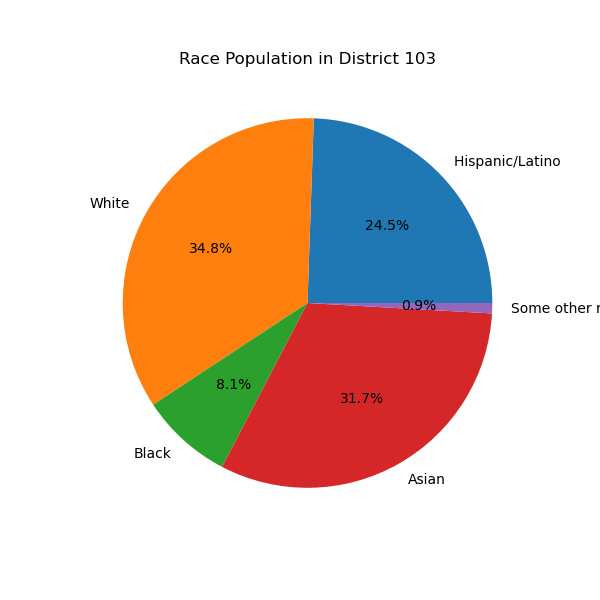 Race Population in District 103
Hispanic/Latino
White
24.5%
34.8%
0.9%
Some other
8.1%
31.7%
Black
Asian